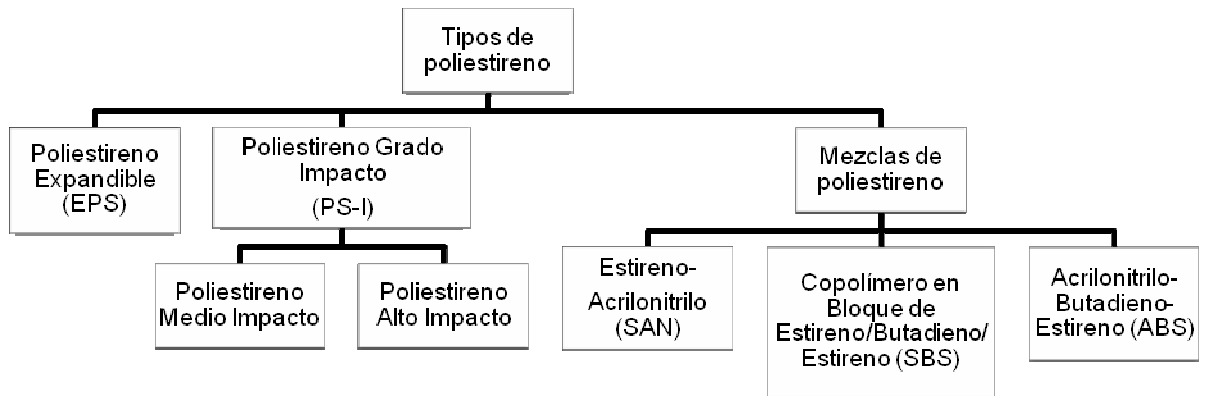 Tipos de
poliestireno
Poliestireno
Expandible
(EPS)
Poliestireno Grado
Impacto
(PS-I)
Mezclas de
poliestireno
Poliestireno
Medio Impacto
Poliestireno
Alto Impacto
Estireno-
Acrilonitrilo
(SAN)
Copolímero en
Bloque de
Estireno/Butadieno/
Estireno (SBS)
Acrilonitrilo-
Butadieno-
Estireno (ABS)